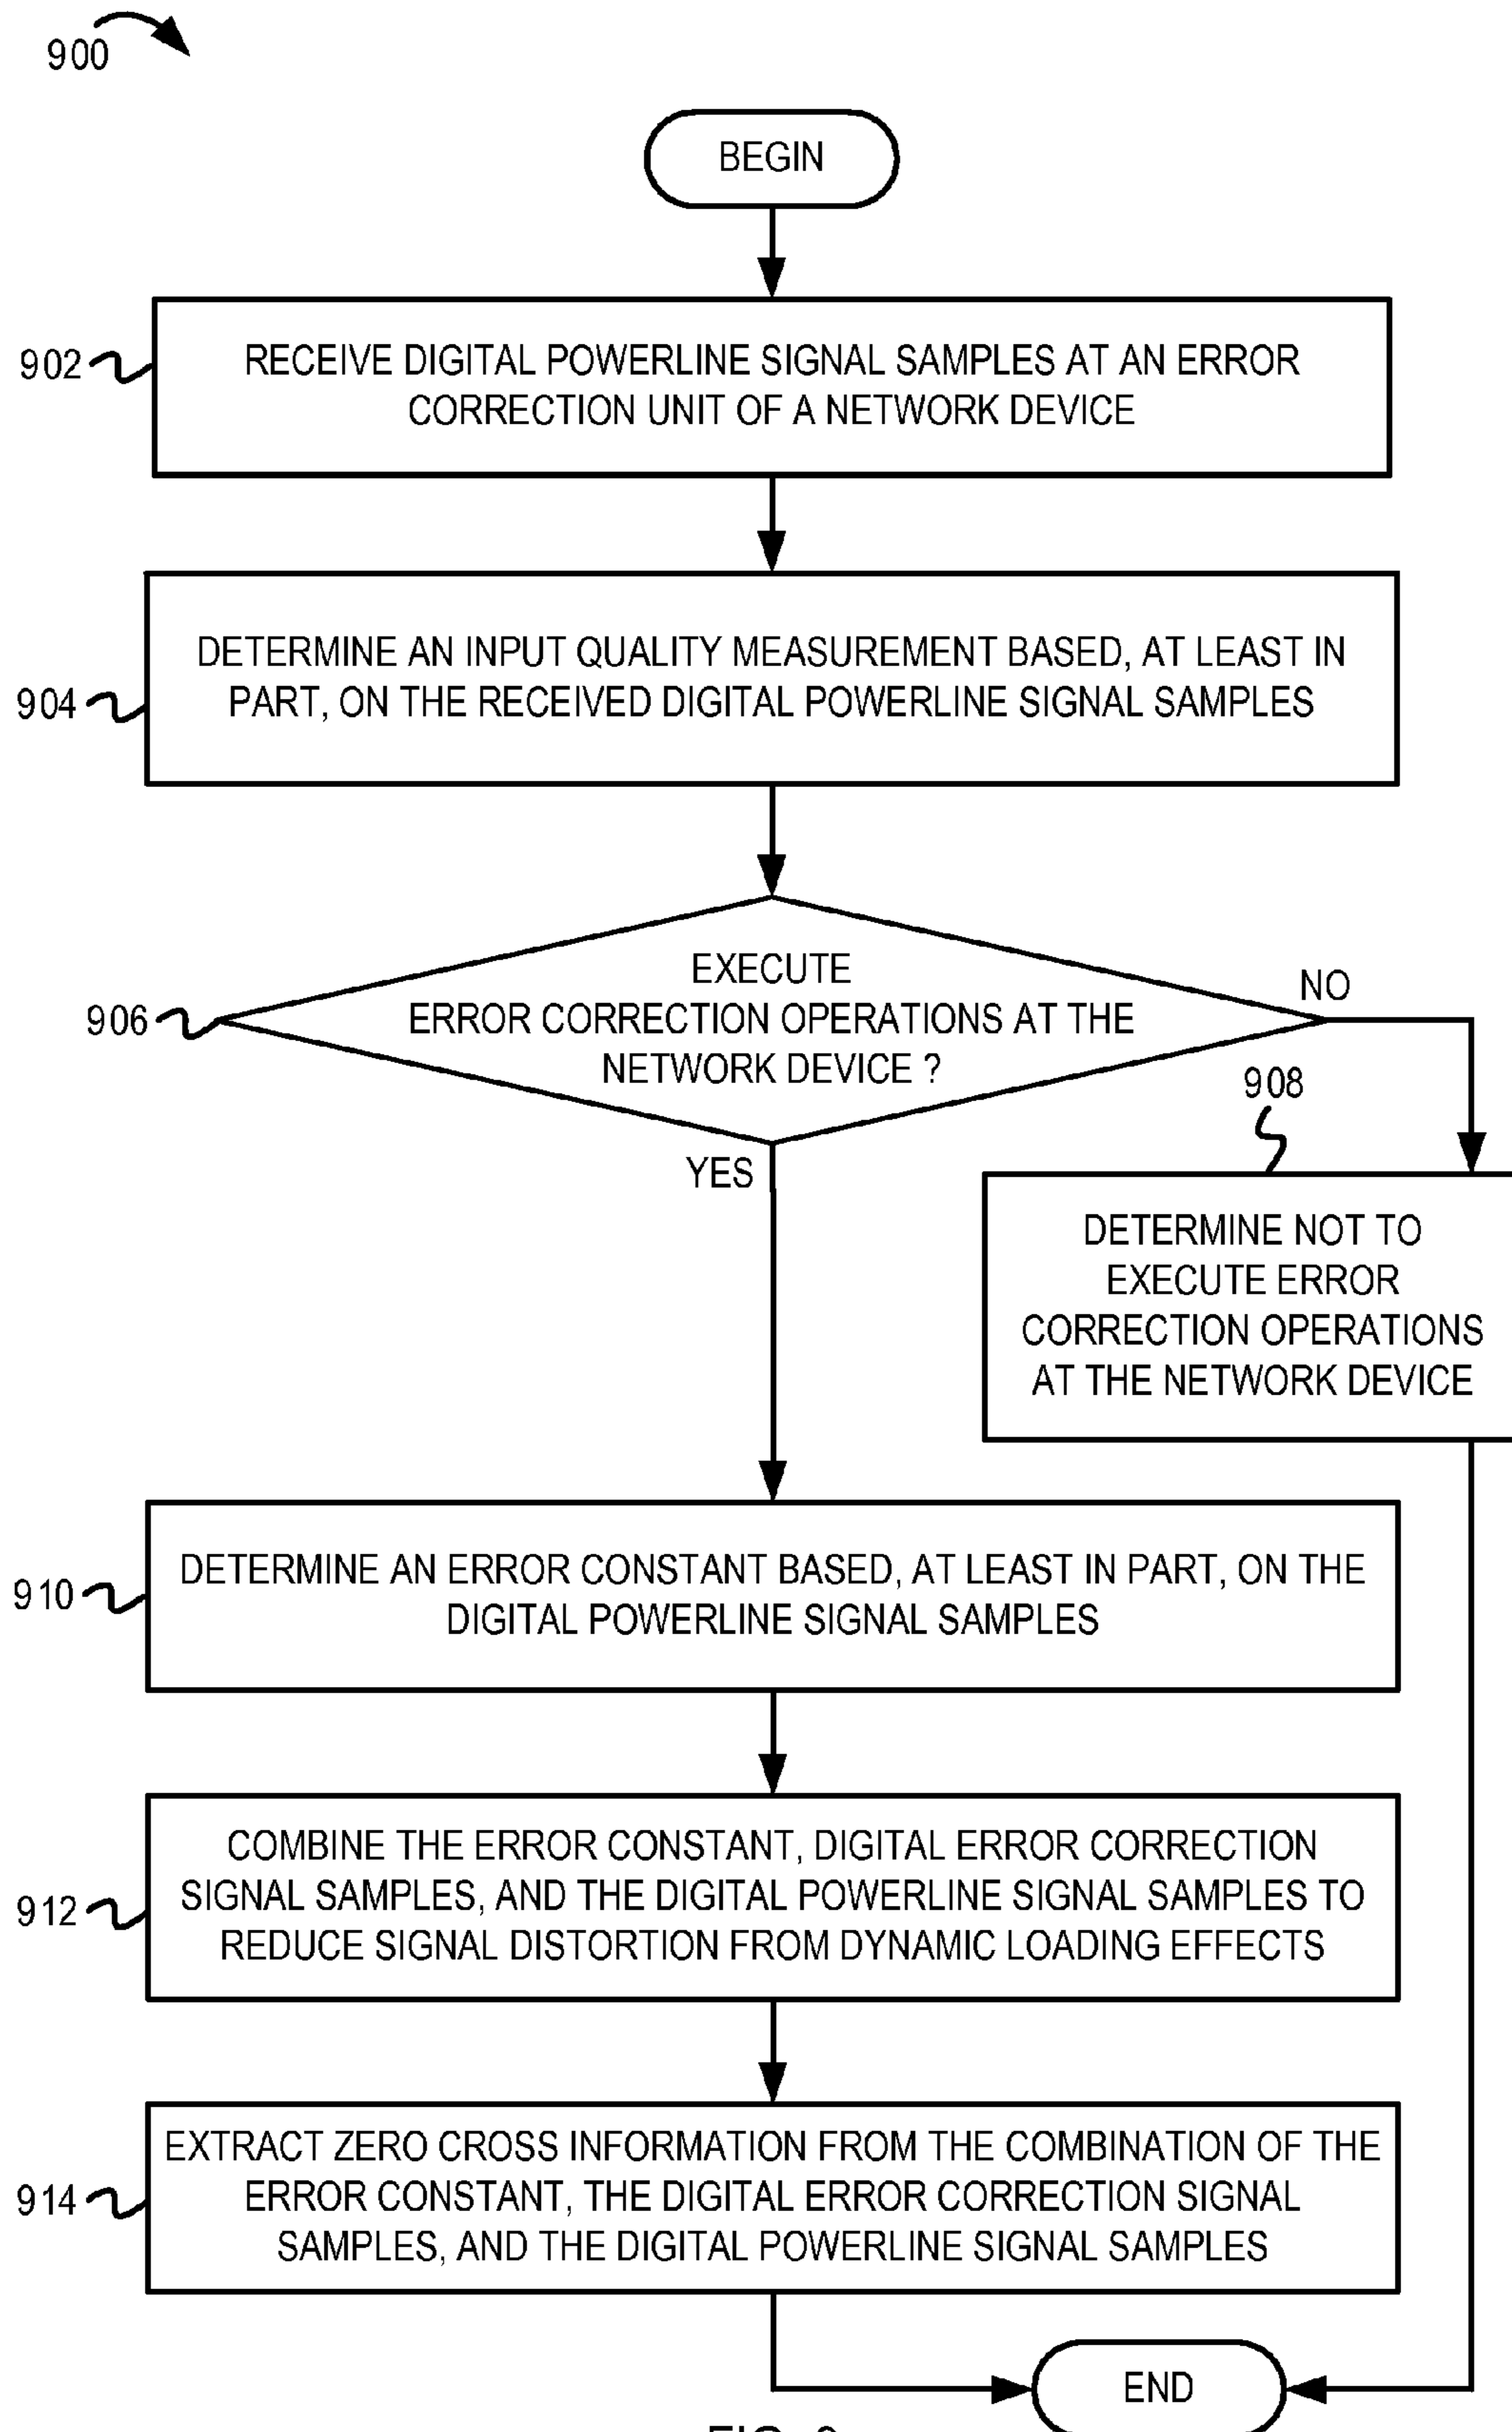 900
BEGIN
902
RECEIVE DIGITAL POWERLINE SIGNAL SAMPLES AT AN ERROR
CORRECTION UNIT OF A NETWORK DEVICE
904
DETERMINE AN INPUT QUALITY MEASUREMENT BASED, AT LEAST IN
PART, ON THE RECEIVED DIGITAL POWERLINE SIGNAL SAMPLES
906
EXECUTE
ERROR CORRECTION OPERATIONS AT THE
NETWORK DEVICE ?
NO
YES
908
DETERMINE NOT TO
EXECUTE ERROR
CORRECTION OPERATIONS
AT THE NETWORK DEVICE
910
DETERMINE AN ERROR CONSTANT BASED, AT LEAST IN PART, ON THE
DIGITAL POWERLINE SIGNAL SAMPLES
912
COMBINE THE ERROR CONSTANT, DIGITAL ERROR CORRECTION
SIGNAL SAMPLES, AND THE DIGITAL POWERLINE SIGNAL SAMPLES TO
REDUCE SIGNAL DISTORTION FROM DYNAMIC LOADING EFFECTS
914
EXTRACT ZERO CROSS INFORMATION FROM THE COMBINATION OF THE
ERROR CONSTANT, THE DIGITAL ERROR CORRECTION SIGNAL
SAMPLES, AND THE DIGITAL POWERLINE SIGNAL SAMPLES
END